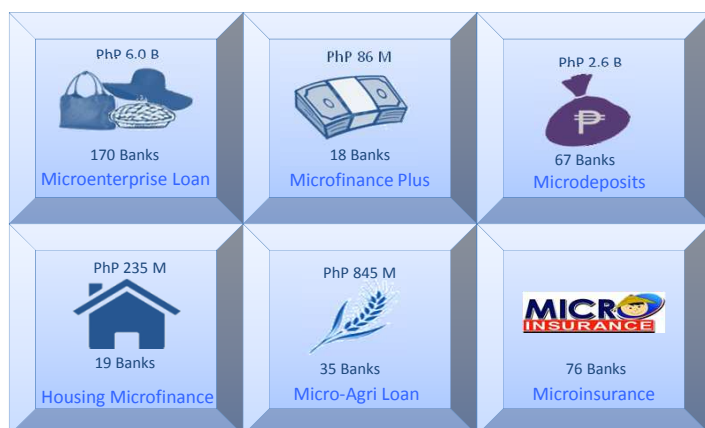 PhP 6.0 B
170 Banks
Microenterprise Loan
PhP 86 M
18 Banks
Microfinance Plus
PhP 2.6 B
₱
67 Banks
Microdeposits
PhP 235 M
19 Banks
Housing Microfinance
PhP 845 M
35 Banks
Micro-Agri Loan
MICRO
INSURANCE
76 Banks
Microinsurance